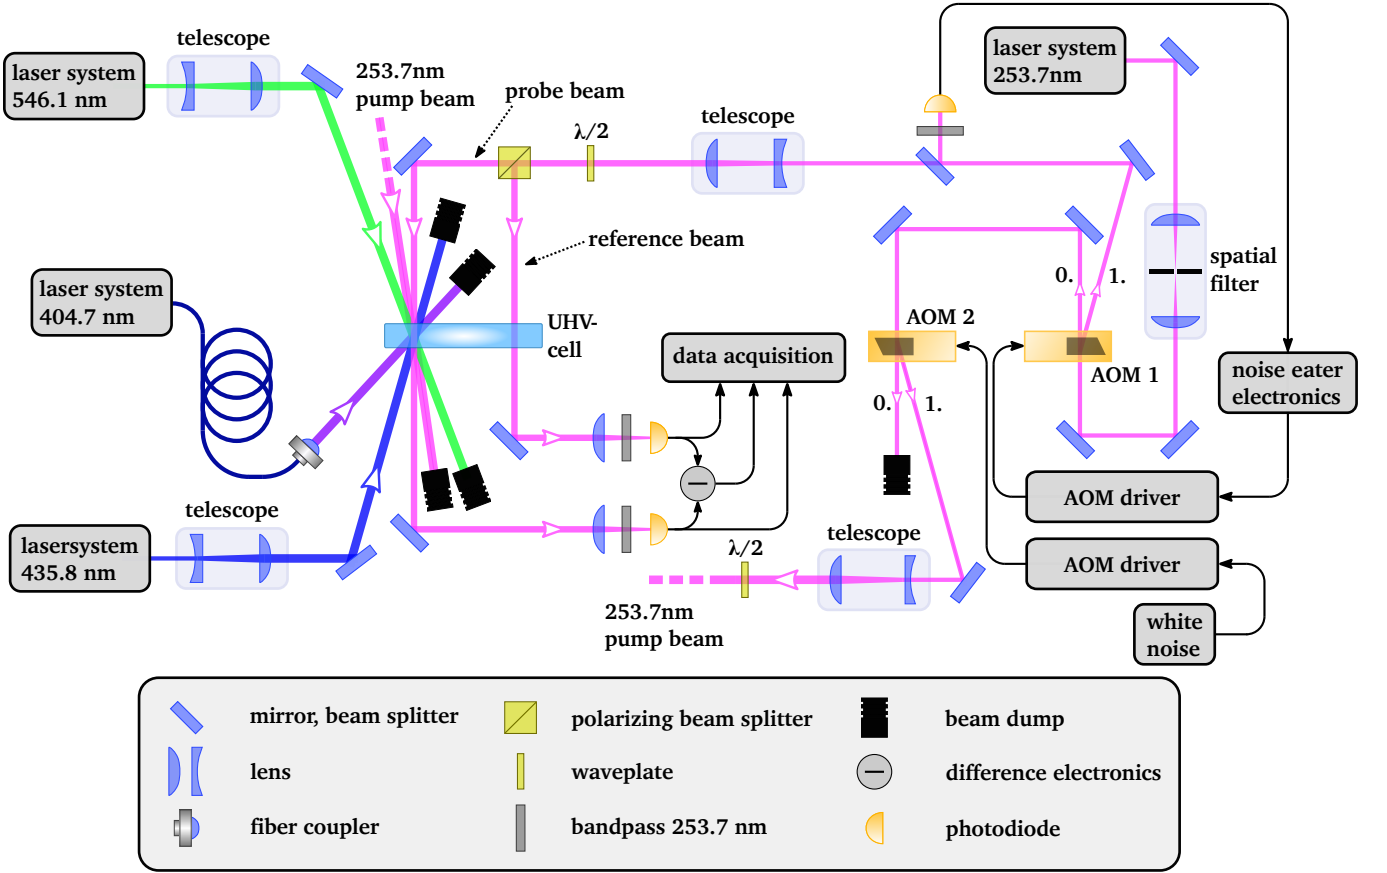 telescope
laser system
546.1 nm
253.7nm
pump beam
probe beam
λ/2
telescope
laser system
253.7nm
reference beam
0.
1.
spatial
filter
laser system
404.7 nm
UHV-
cell
AOM 2
data acquisition
AOM 1
noise eater
electronics
0.
1.
AOM driver
telescope
lasersystem
435.8 nm
λ/2
telescope
AOM driver
253.7nm
pump beam
white
noise
mirror, beam splitter
polarizing beam splitter
beam dump
lens
waveplate
difference electronics
fiber coupler
bandpass 253.7 nm
photodiode